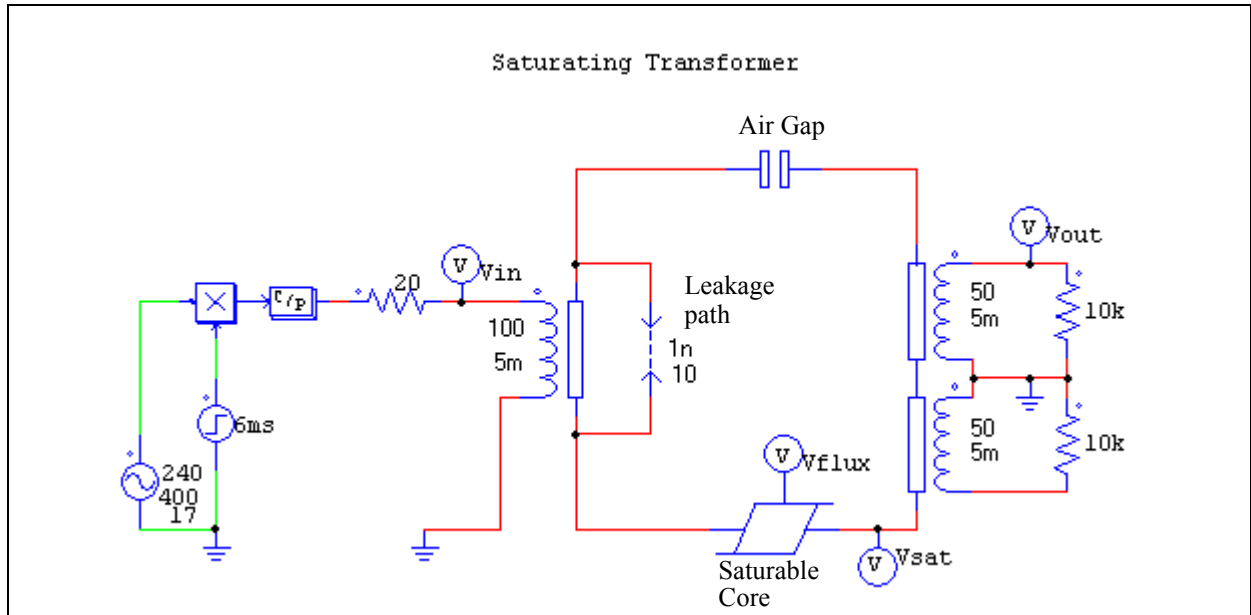 Saturating Transformer
Air Gap
V Vout
V Vin
20
C/P
Leakage
path
100
5m
1n
10
50
5m
10k
6ms
50
5m
10k
V Vflux
240
400
17
V Vsat
Saturable
Core